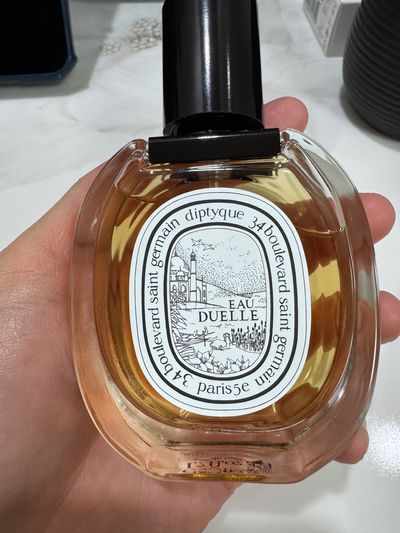 34 boulevard saint germain diptyque 34 boulevard saint germain
paris 5e
EAU
DUELLE